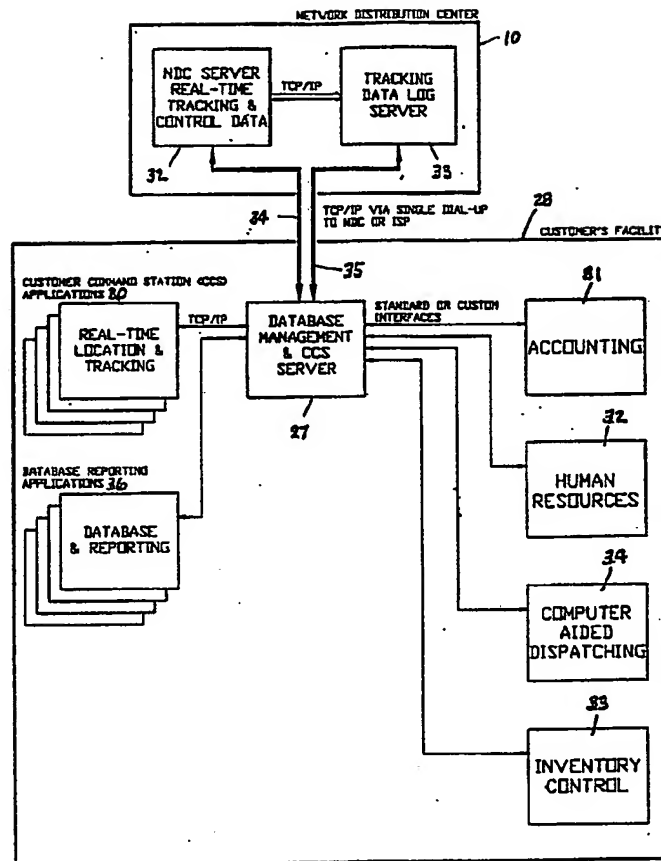 NETWORK DISTRIBUTION CENTER
10
NDC SERVER
REAL-TIME
TRACKING &
CONTROL DATA
32
TCP/IP
TRACKING
DATA LOG
SERVER
33
34
TCP/IP VIA SINGLE DIAL-UP
TO NDC OR ISP
35
28
CUSTOMER'S FACILIT
CUSTOMER COMMAND STATION (CCS)
APPLICATIONS 30
REAL-TIME
LOCATION &
TRACKING
TCP/IP
DATABASE
MANAGEMENT
& CCS
SERVER
27
STANDARD OR CUSTOM
INTERFACES
31
ACCOUNTING
32
HUMAN
RESOURCES
DATABASE REPORTING
APPLICATIONS 36
DATABASE
& REPORTING
34
COMPUTER
AIDED
DISPATCHING
33
INVENTORY
CONTROL